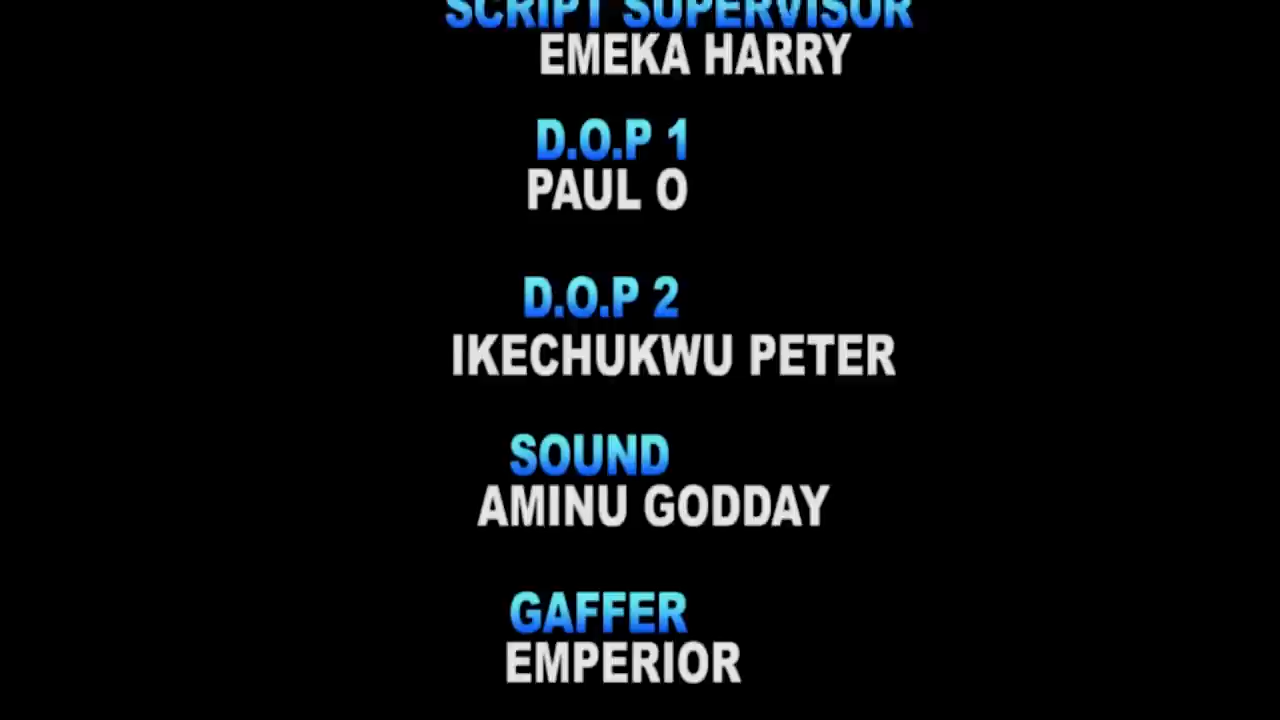 SCRIPT SUPERVISOR
EMEKA HARRY
D.O.P 1
PAUL O
D.O.P 2
IKECHUKWU PETER
SOUND
AMINU GODDAY
GAFFER
EMPERIOR